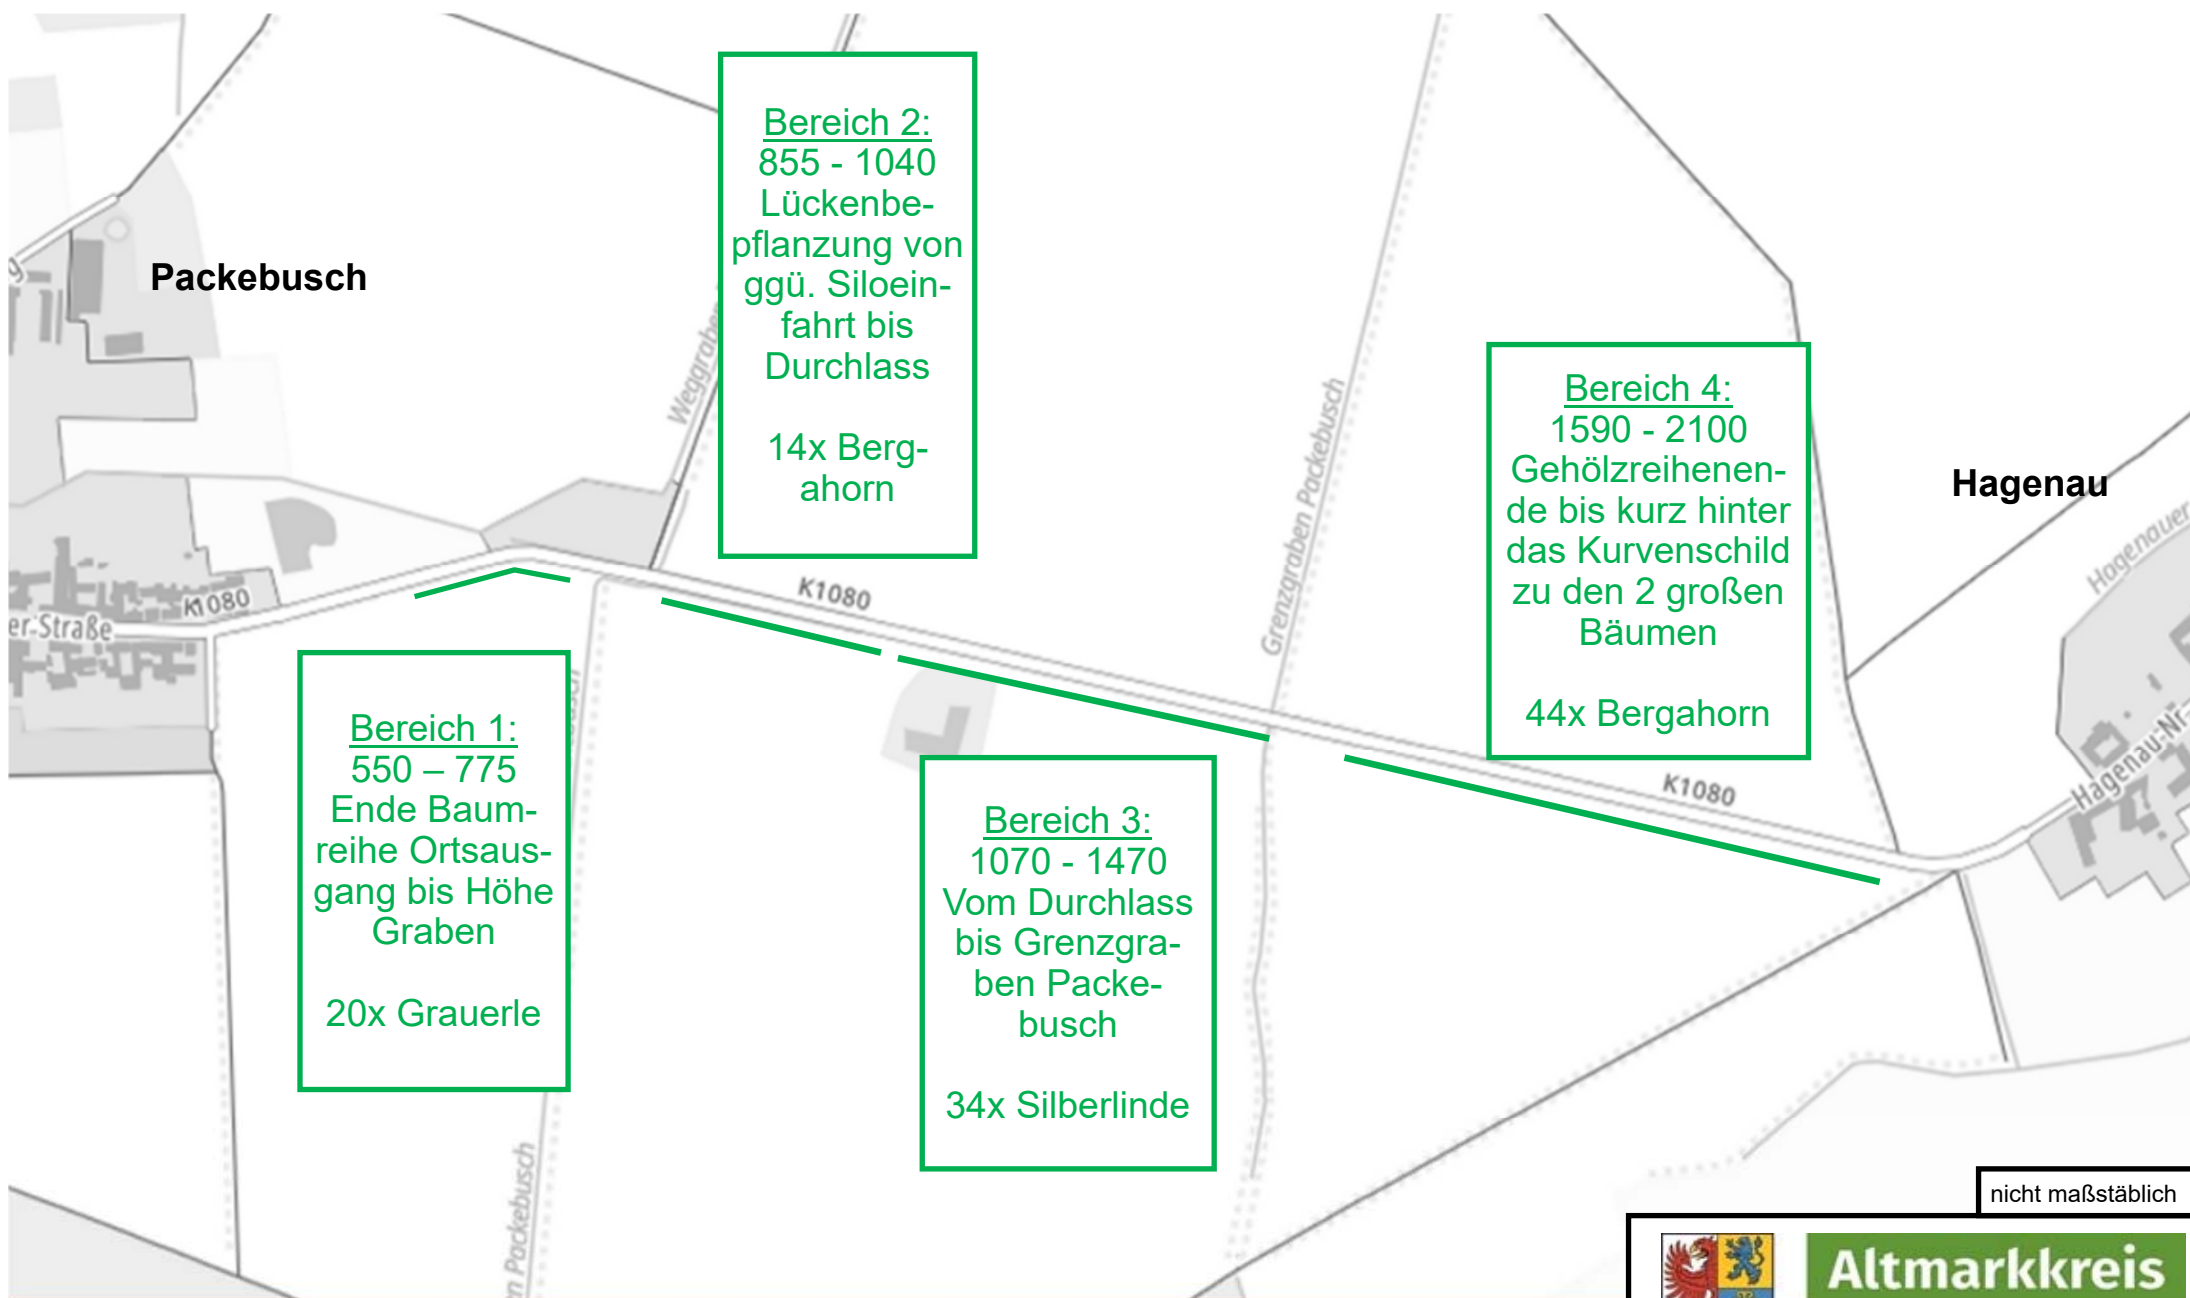 Bereich 2:
855 - 1040
Lückenbe-
pflanzung von
ggü. Siloein-
fahrt bis
Durchlass
14x Berg-
ahorn
Packebusch
Weggraben
Grenzgraben Packebusch
Bereich 4:
1590 - 2100
Gehölzreihenen-
de bis kurz hinter
das Kurvenschild
zu den 2 großen
Bäumen
44x Bergahorn
Hagenau
Hagenauer
K1080
K1080
er-Straße
Bereich 1:
550 – 775
Ende Baum-
reihe Ortsaus-
gang bis Höhe
Graben
20x Grauerle
Bereich 3:
1070 - 1470
Vom Durchlass
bis Grenzgra-
ben Packe-
busch
34x Silberlinde
K1080
Hagenau-Nr.
n Packebusch
nicht maßstäblich
Altmarkkreis